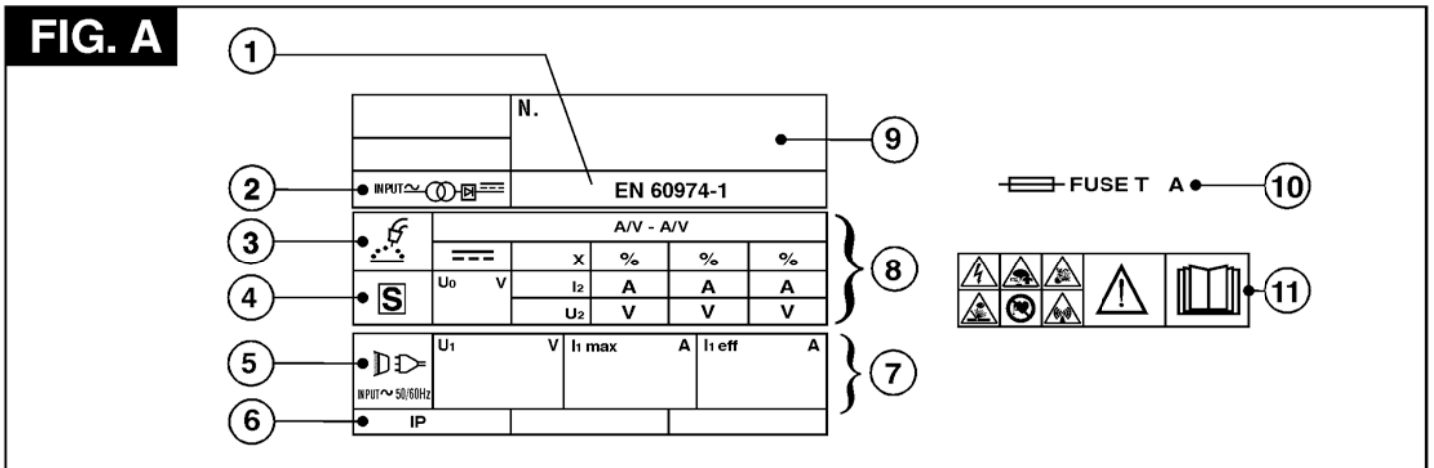 FIG. A
1
N.
9
2 INPUT EN 60974-1
FUSE T A 10
3 A/V - A/V
X % % %
8
4 S U0 V I2 A A A
U2 V V V
11
5 U1 V I1 max A I1 eff A
7
INPUT ~ 50/60Hz
6 IP